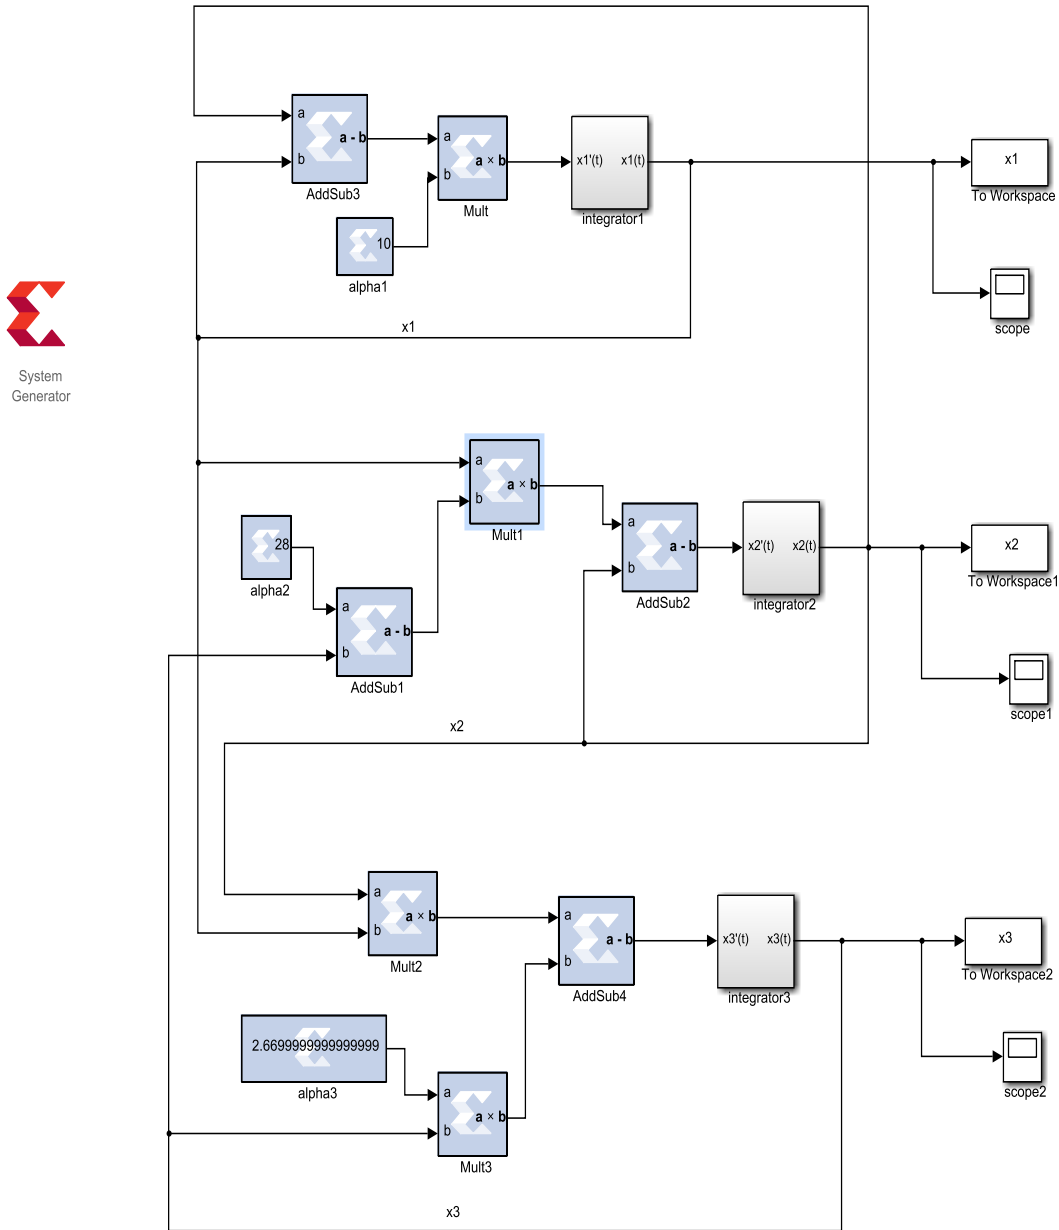 a
b
a - b
AddSub3
a
b
a × b
Mult
x1'(t)
x1(t)
integrator1
x1
To Workspace
10
alpha1
scope
x1
System
Generator
a
b
a × b
Mult1
28
alpha2
a
b
a - b
AddSub2
x2'(t)
x2(t)
integrator2
x2
To Workspace1
a
b
a - b
AddSub1
scope1
x2
a
b
a × b
Mult2
a
b
a - b
AddSub4
x3'(t)
x3(t)
integrator3
x3
To Workspace2
2.6699999999999999
alpha3
a
b
a × b
Mult3
scope2
x3